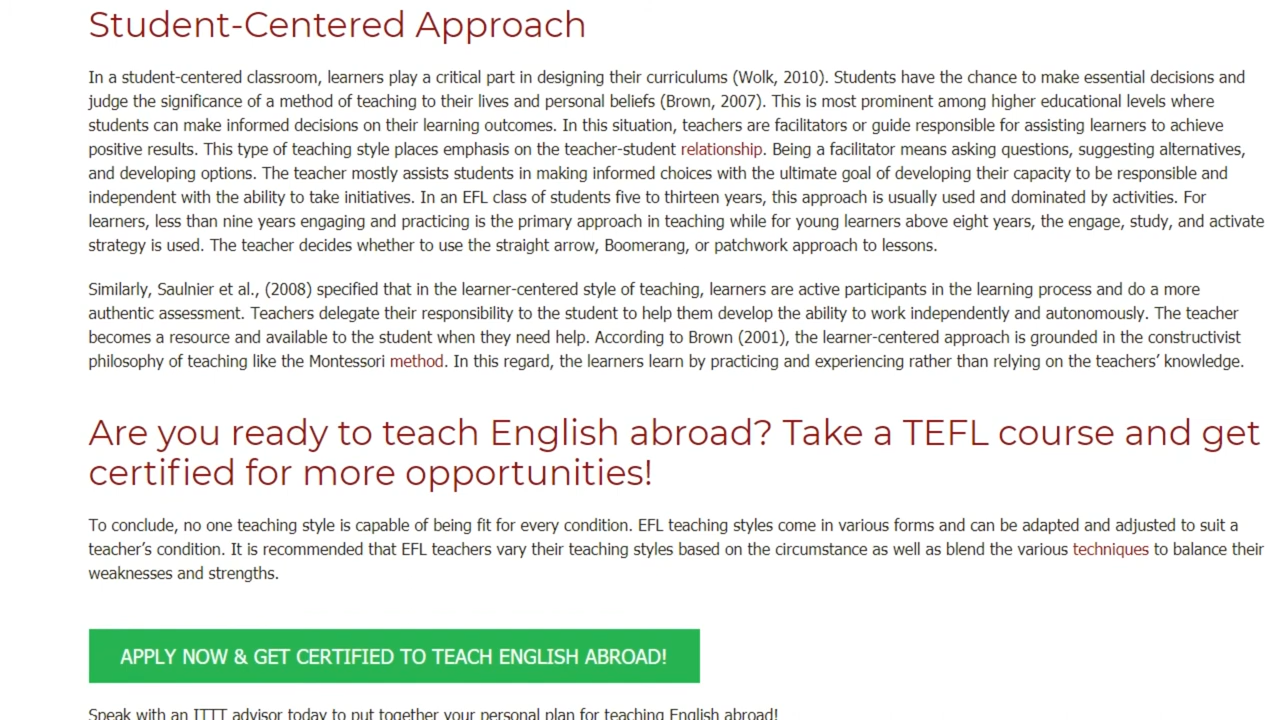 Student-Centered Approach
In a student-centered classroom, learners play a critical part in designing their curriculums (Wolk, 2010). Students have the chance to make essential decisions and
judge the significance of a method of teaching to their lives and personal beliefs (Brown, 2007). This is most prominent among higher educational levels where
students can make informed decisions on their learning outcomes. In this situation, teachers are facilitators or guide responsible for assisting learners to achieve
positive results. This type of teaching style places emphasis on the teacher-student relationship. Being a facilitator means asking questions, suggesting alternatives,
and developing options. The teacher mostly assists students in making informed choices with the ultimate goal of developing their capacity to be responsible and
independent with the ability to take initiatives. In an EFL class of students five to thirteen years, this approach is usually used and dominated by activities. For
learners, less than nine years engaging and practicing is the primary approach in teaching while for young learners above eight years, the engage, study, and activate
strategy is used. The teacher decides whether to use the straight arrow, Boomerang, or patchwork approach to lessons.
Similarly, Saulnier et al., (2008) specified that in the learner-centered style of teaching, learners are active participants in the learning process and do a more
authentic assessment. Teachers delegate their responsibility to the student to help them develop the ability to work independently and autonomously. The teacher
becomes a resource and available to the student when they need help. According to Brown (2001), the learner-centered approach is grounded in the constructivist
philosophy of teaching like the Montessori method. In this regard, the learners learn by practicing and experiencing rather than relying on the teachers’ knowledge.
Are you ready to teach English abroad? Take a TEFL course and get
certified for more opportunities!
To conclude, no one teaching style is capable of being fit for every condition. EFL teaching styles come in various forms and can be adapted and adjusted to suit a
teacher’s condition. It is recommended that EFL teachers vary their teaching styles based on the circumstance as well as blend the various techniques to balance their
weaknesses and strengths.
APPLY NOW & GET CERTIFIED TO TEACH ENGLISH ABROAD!
Speak with an ITTT advisor today to put together your personal plan for teaching English abroad!